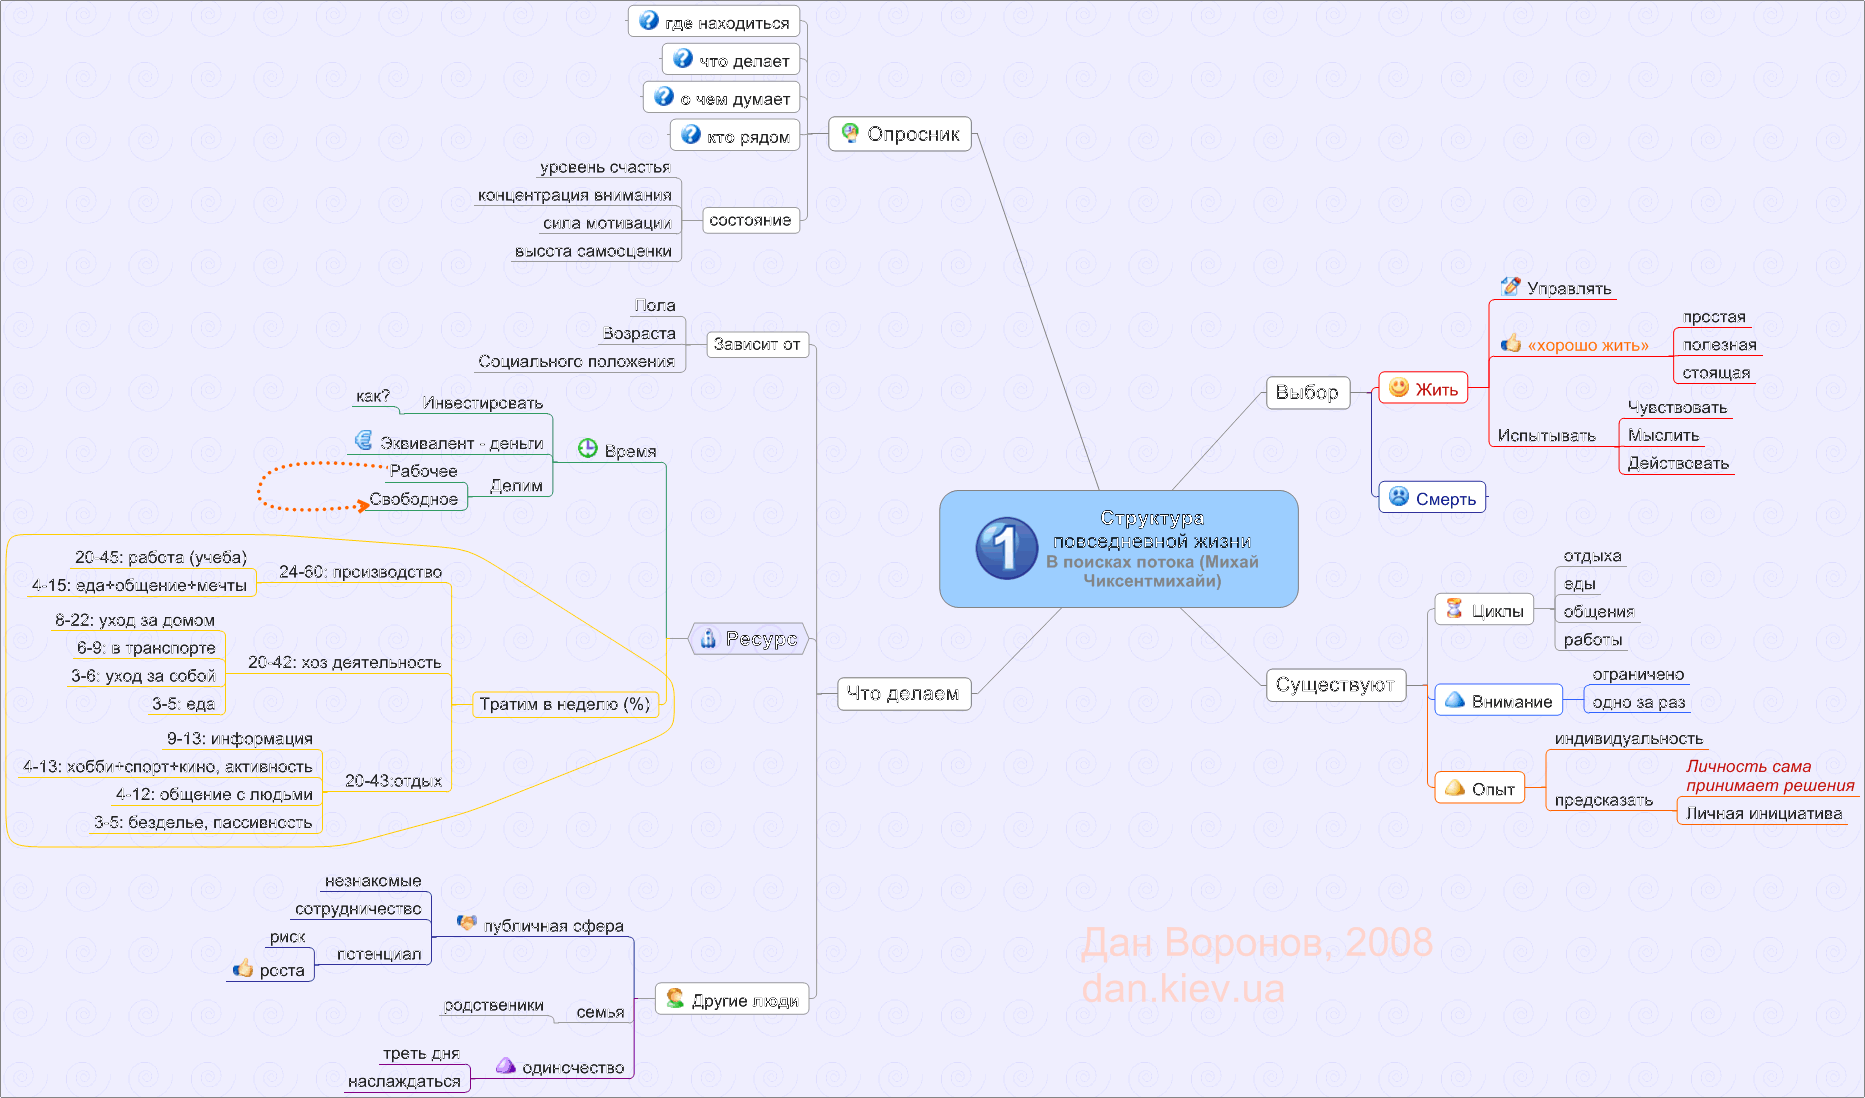 где находиться
что делает
о чем думает
кто рядом
Опросник
уровень счастья
концентрация внимания
сила мотивации
высота самооценки
состояние
Пола
Возраста
Социального положения
Зависит от
как?
Инвестировать
Эквивалент - деньги
Время
Рабочее
Свободное
Делим
20-45: работа (учеба)
4-15: еда+общение+мечты
24-60: производство
8-22: уход за домом
6-9: в транспорте
3-6: уход за собой
3-5: еда
20-42: хоз деятельность
9-13: информация
4-13: хобби+спорт+кино, активность
4-12: общение с людьми
3-5: безделье, пассивность
20-43:отдых
Тратим в неделю (%)
Ресурс
Что делаем
незнакомые
сотрудничество
риск
роста
потенциал
публичная сфера
родственики
семья
треть дня
наслаждаться
одиночество
Другие люди
1
Структура
повседневной жизни
В поисках потока (Михай
Чиксентмихайи)
Выбор
Жить
Управлять
«хорошо жить»
простая
полезная
стоящая
Испытывать
Чувствовать
Мыслить
Действовать
Смерть
Существуют
Циклы
отдыха
еды
общения
работы
Внимание
ограничено
одно за раз
Опыт
индивидуальность
предсказать
Личность сама
принимает решения
Личная инициатива
Дан Воронов, 2008
dan.kiev.ua